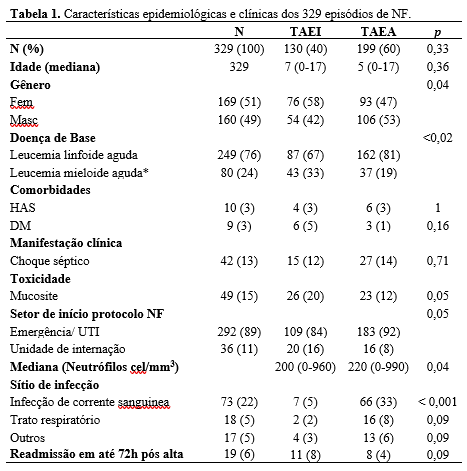 Tabela 1. Características epidemiológicas e clínicas dos 329 episódios de NF.
N TAEI TAEA p
N (%) 329 (100) 130 (40) 199 (60) 0,33
Idade (mediana) 329 7 (0-17) 5 (0-17) 0,36
Gênero 0,04
Fem 169 (51) 76 (58) 93 (47)
Masc 160 (49) 54 (42) 106 (53)
Doença de Base <0,02
Leucemia linfoide aguda 249 (76) 87 (67) 162 (81)
Leucemia mieloide aguda* 80 (24) 43 (33) 37 (19)
Comorbidades
HAS 10 (3) 4 (3) 6 (3) 1
DM 9 (3) 6 (5) 3 (1) 0,16
Manifestação clínica
Choque séptico 42 (13) 15 (12) 27 (14) 0,71
Toxicidade
Mucosite 49 (15) 26 (20) 23 (12) 0,05
Setor de início protocolo NF 0,05
Emergência/ UTI 292 (89) 109 (84) 183 (92)
Unidade de internação 36 (11) 20 (16) 16 (8)
Mediana (Neutrófilos cel/mm³) 200 (0-960) 220 (0-990) 0,04
Sítio de infecção
Infecção de corrente sanguinea 73 (22) 7 (5) 66 (33) < 0,001
Trato respiratório 18 (5) 2 (2) 16 (8) 0,09
Outros 17 (5) 4 (3) 13 (6) 0,09
Readmissão em até 72h pós alta 19 (6) 11 (8) 8 (4) 0,09